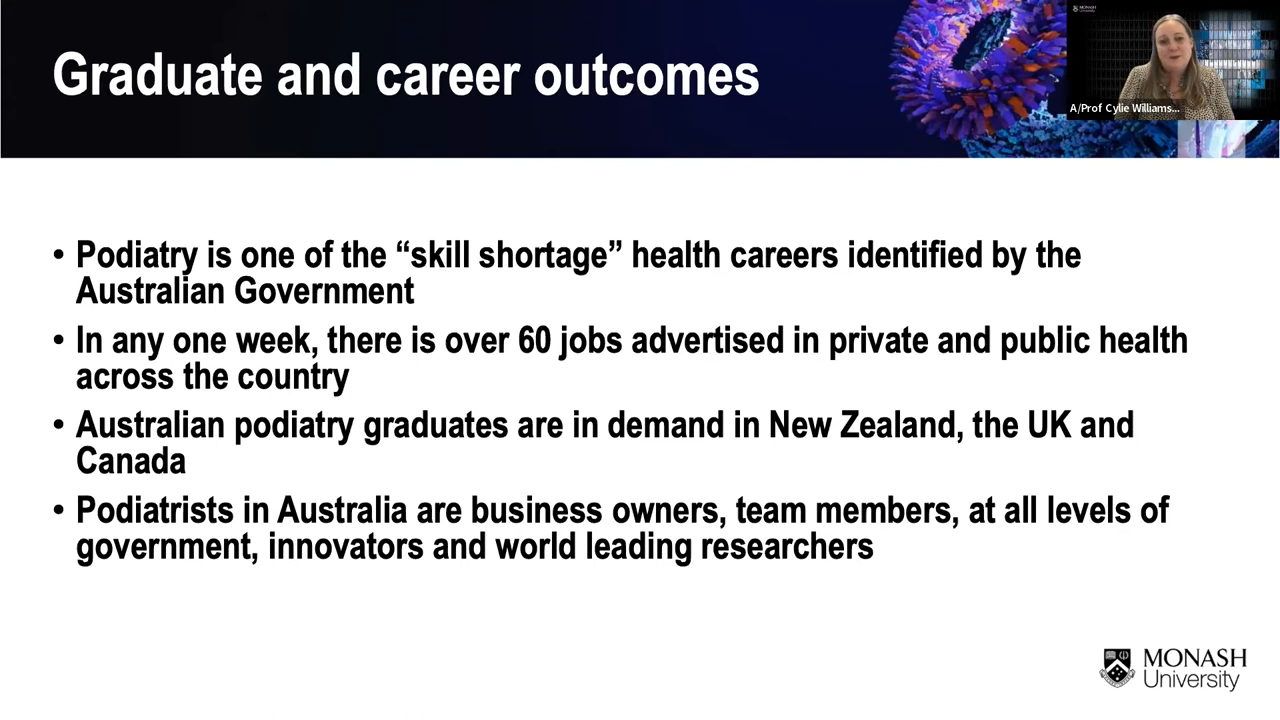 Graduate and career outcomes
MONASH
University
A/Prof Cylie Williams...
• Podiatry is one of the “skill shortage” health careers identified by the
Australian Government
• In any one week, there is over 60 jobs advertised in private and public health
across the country
• Australian podiatry graduates are in demand in New Zealand, the UK and
Canada
• Podiatrists in Australia are business owners, team members, at all levels of
government, innovators and world leading researchers
MONASH
University